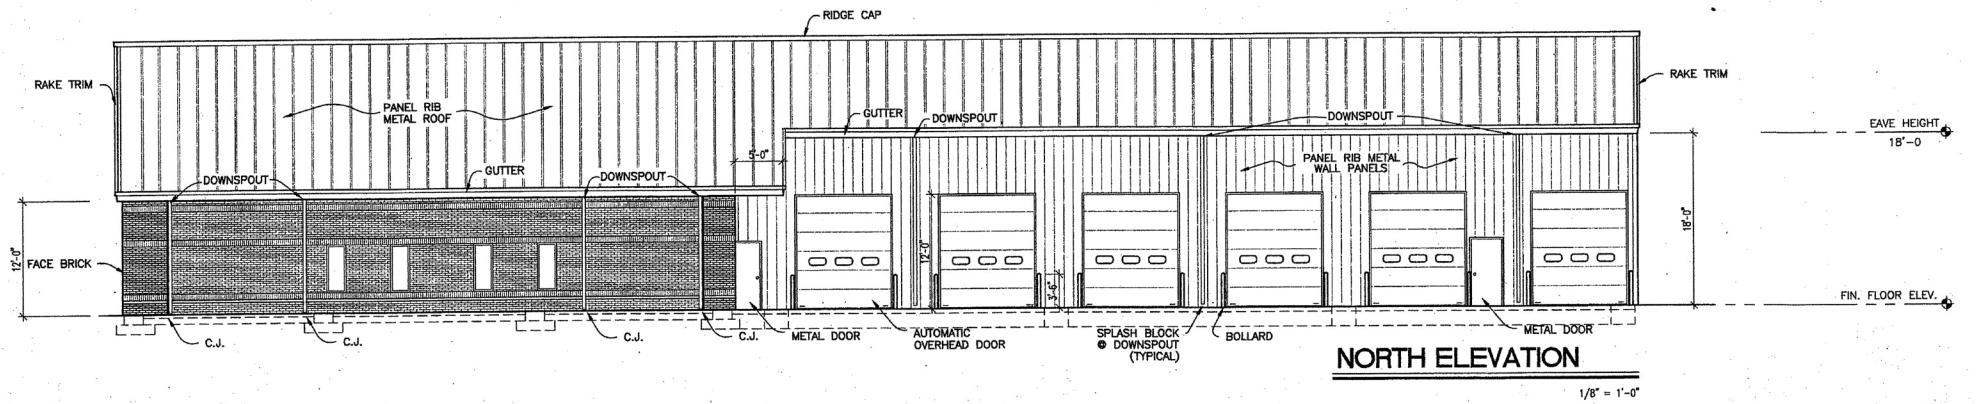 RIDGE CAP
RAKE TRIM
RAKE TRIM
PANEL RIB
METAL ROOF
GUTTER
DOWNSPOUT
DOWNSPOUT
EAVE HEIGHT
18'-0
5'-0"
PANEL RIB METAL
WALL PANELS
DOWNSPOUT
GUTTER
DOWNSPOUT
12'-0"
12'-0"
18'-0"
FACE BRICK
3'-6"
FIN. FLOOR ELEV.
C.J.
C.J.
C.J.
C.J.
METAL DOOR
AUTOMATIC
OVERHEAD DOOR
SPLASH BLOCK
@ DOWNSPOUT
(TYPICAL)
BOLLARD
METAL DOOR
NORTH ELEVATION
1/8" = 1'-0"